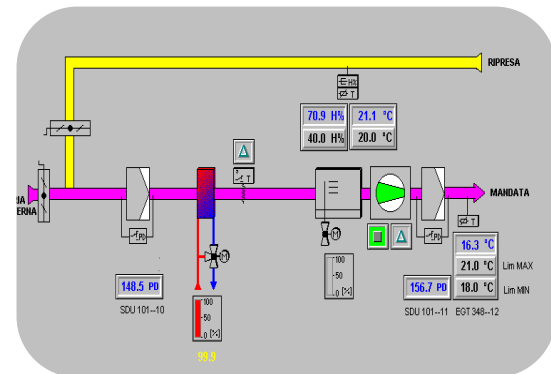 RIPRESA
H%
T
70.9 H% 21.1 °C
40.0 H% 20.0 °C
T
MANDATA
PD
M
M
PD
T
16.3 °C
21.0 °C Lim MAX
148.5 PD
156.7 PD
18.0 °C Lim MIN
SDU 101--10
SDU 101--11 EGT 348--12
100
50
0 [%]
100
50
0 [%]
99.9